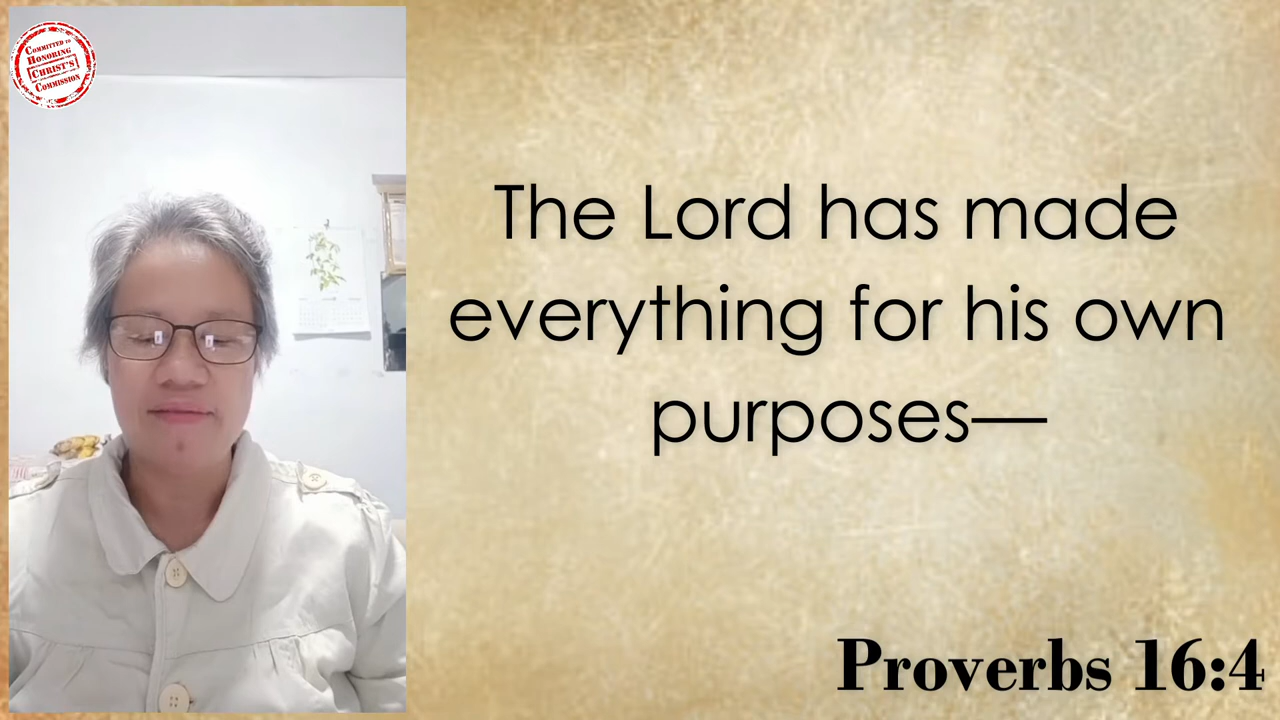 COMMITTED TO
HONORING
CHRIST'S
COMMISSION
The Lord has made
everything for his own
purposes—
Proverbs 16:4